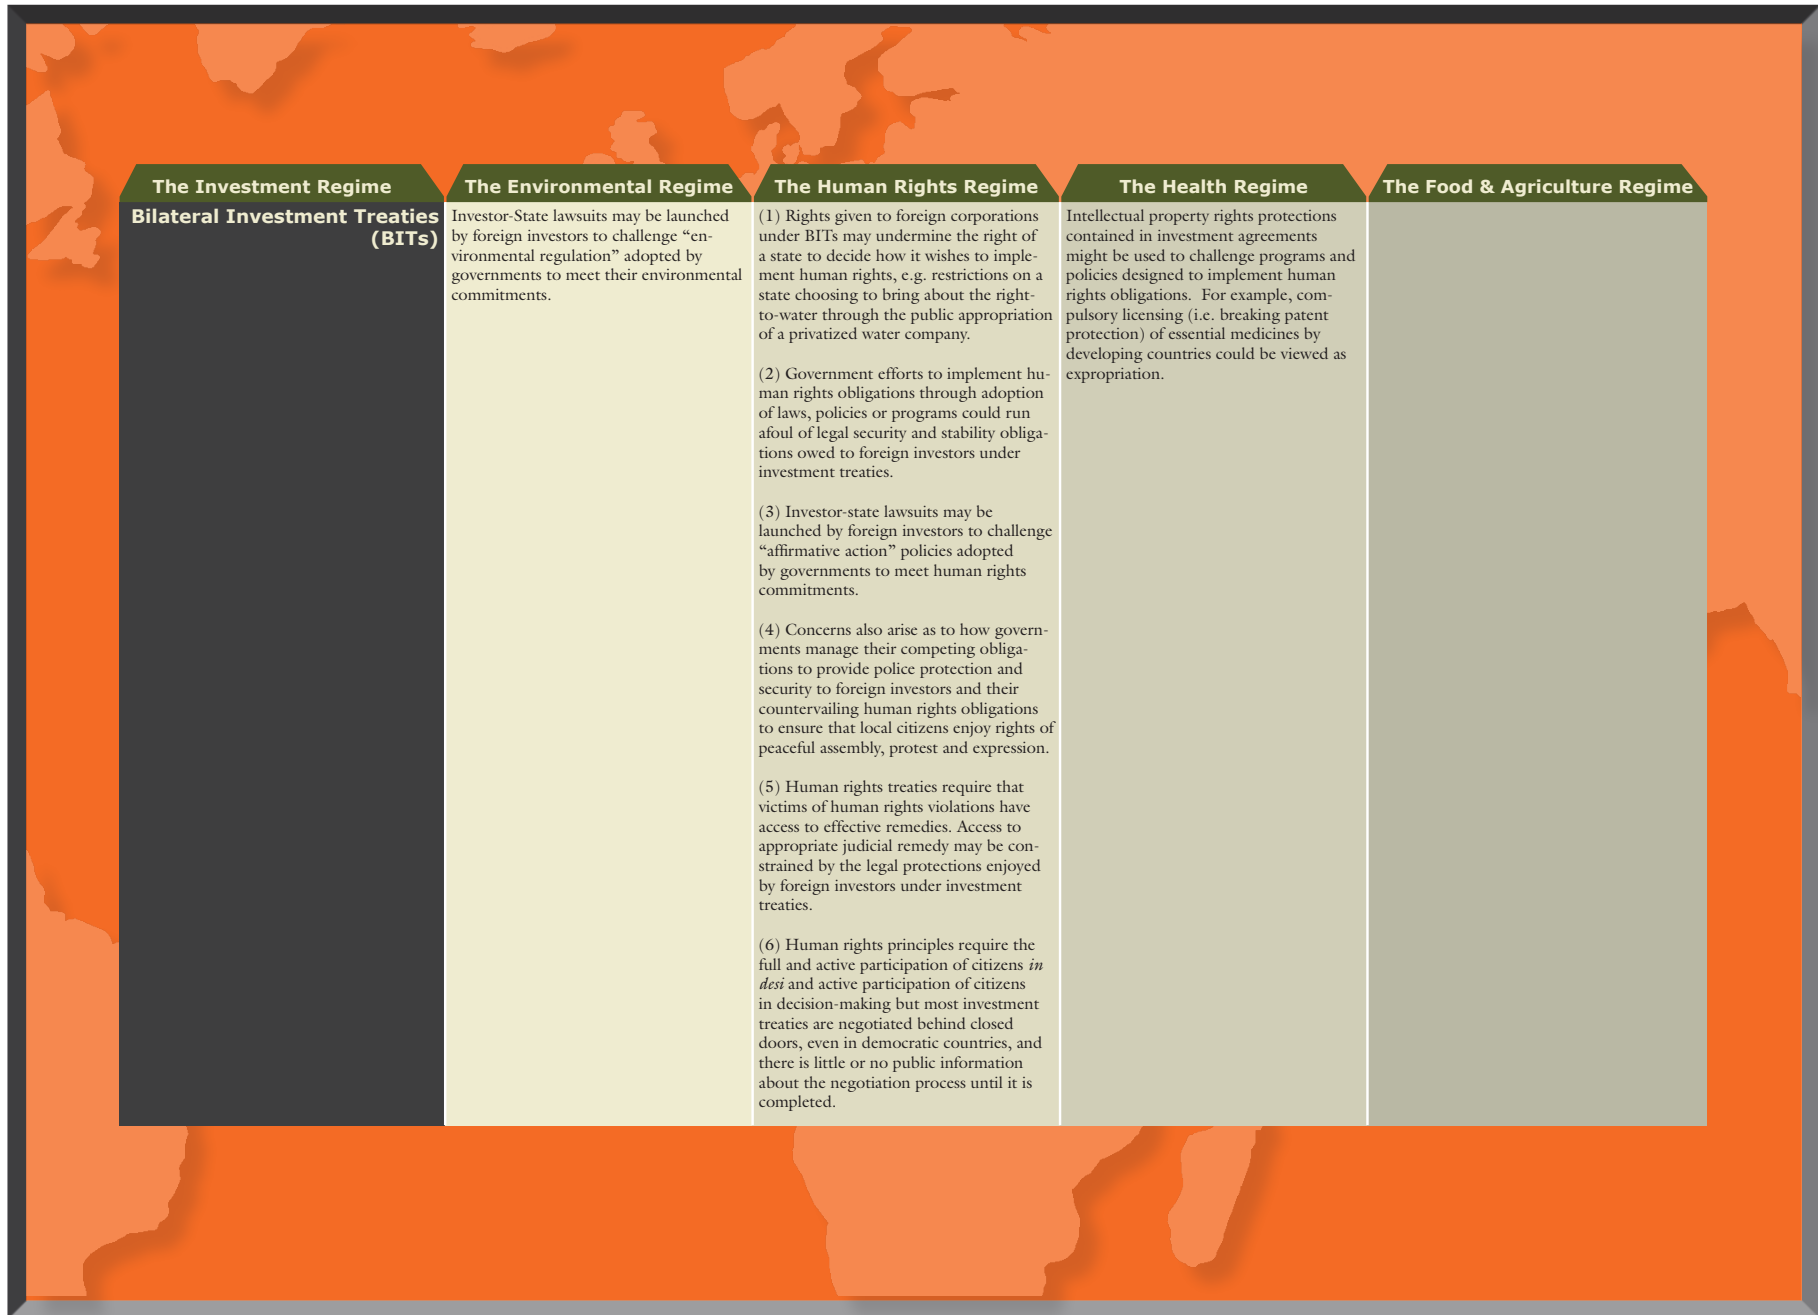 The Investment Regime
The Environmental Regime
The Human Rights Regime
The Health Regime
The Food & Agriculture Regime
Bilateral Investment Treaties
(BITs)
Investor-State lawsuits may be launched
by foreign investors to challenge “en-
vironmental regulation” adopted by
governments to meet their environmental
commitments.
(1) Rights given to foreign corporations
under BITs may undermine the right of
a state to decide how it wishes to imple-
ment human rights, e.g. restrictions on a
state choosing to bring about the right-
to-water through the public appropriation
of a privatized water company.
(2) Government efforts to implement hu-
man rights obligations through adoption
of laws, policies or programs could run
afoul of legal security and stability obliga-
tions owed to foreign investors under
investment treaties.
(3) Investor-state lawsuits may be
launched by foreign investors to challenge
“affirmative action” policies adopted
by governments to meet human rights
commitments.
(4) Concerns also arise as to how govern-
ments manage their competing obliga-
tions to provide police protection and
security to foreign investors and their
countervailing human rights obligations
to ensure that local citizens enjoy rights of
peaceful assembly, protest and expression.
(5) Human rights treaties require that
victims of human rights violations have
access to effective remedies. Access to
appropriate judicial remedy may be con-
strained by the legal protections enjoyed
by foreign investors under investment
treaties.
(6) Human rights principles require the
full and active participation of citizens in
desi and active participation of citizens
in decision-making but most investment
treaties are negotiated behind closed
doors, even in democratic countries, and
there is little or no public information
about the negotiation process until it is
completed.
Intellectual property rights protections
contained in investment agreements
might be used to challenge programs and
policies designed to implement human
rights obligations.  For example, com-
pulsory licensing (i.e. breaking patent
protection) of essential medicines by
developing countries could be viewed as
expropriation.